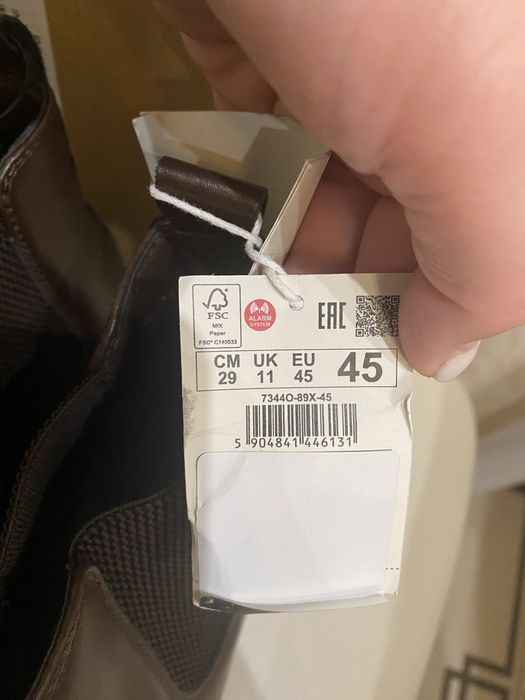 FSC
MIX
Paper
FSC® C140533
ALARM
SYSTEM
EAC
CM UK EU
29 11 45
45
7344O-89X-45
5 904841 446131